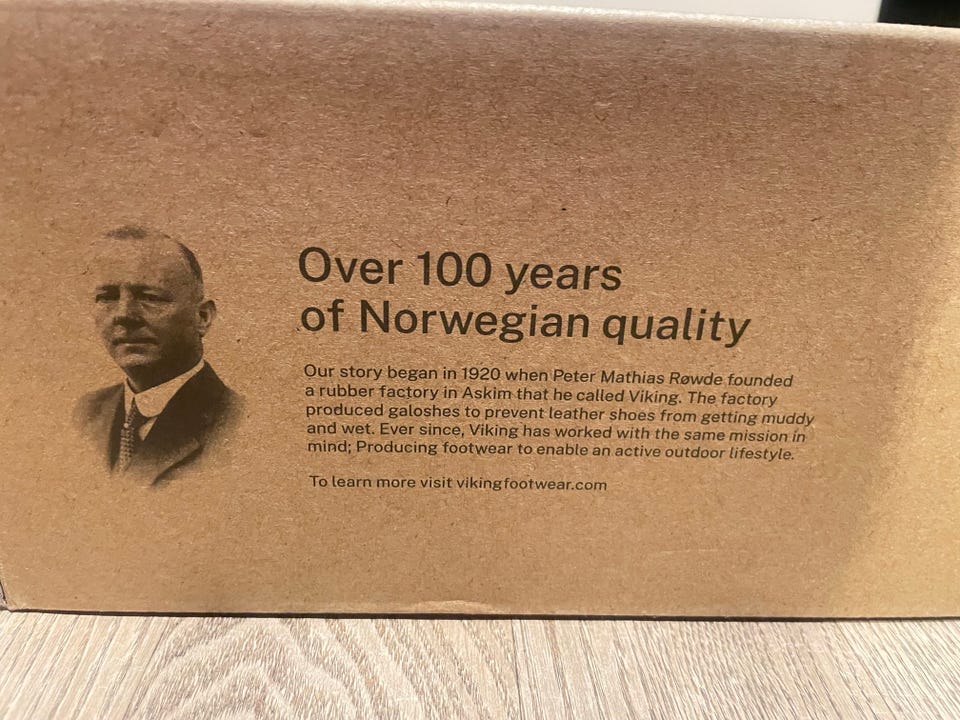 Over 100 years
of Norwegian quality
Our story began in 1920 when Peter Mathias Røwde founded
a rubber factory in Askim that he called Viking. The factory
produced galoshes to prevent leather shoes from getting muddy
and wet. Ever since, Viking has worked with the same mission in
mind; Producing footwear to enable an active outdoor lifestyle.
To learn more visit vikingfootwear.com